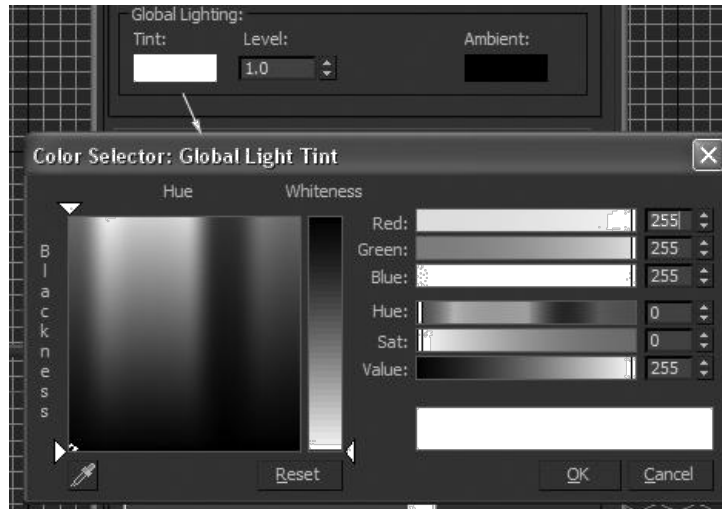 Global Lighting:
Tint: Level: Ambient:
1.0
Color Selector: Global Light Tint
Hue Whiteness
Blackness
Red: 255
Green: 255
Blue: 255
Hue: 0
Sat: 0
Value: 255
Reset OK Cancel